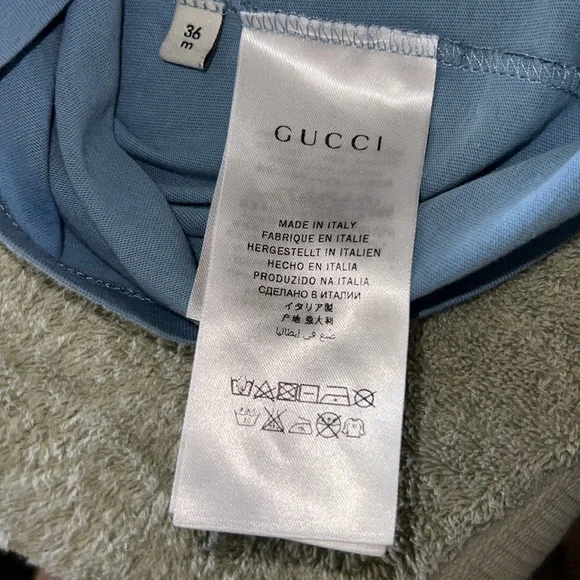 36
m
GUCCI
MADE IN ITALY
FABRIQUE EN ITALIE
HERGESTELLT IN ITALIEN
HECHO EN ITALIA
PRODUZIDO NA ITALIA
СДЕЛАНО В ИТАЛИИ
イタリア製
产地 意大利
صنع في إيطاليا